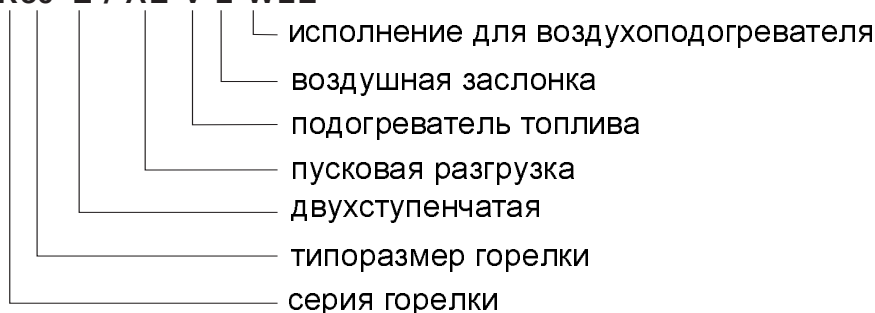 исполнение для воздухоподогревателя
воздушная заслонка
подогреватель топлива
пусковая разгрузка
двухступенчатая
типоразмер горелки
серия горелки